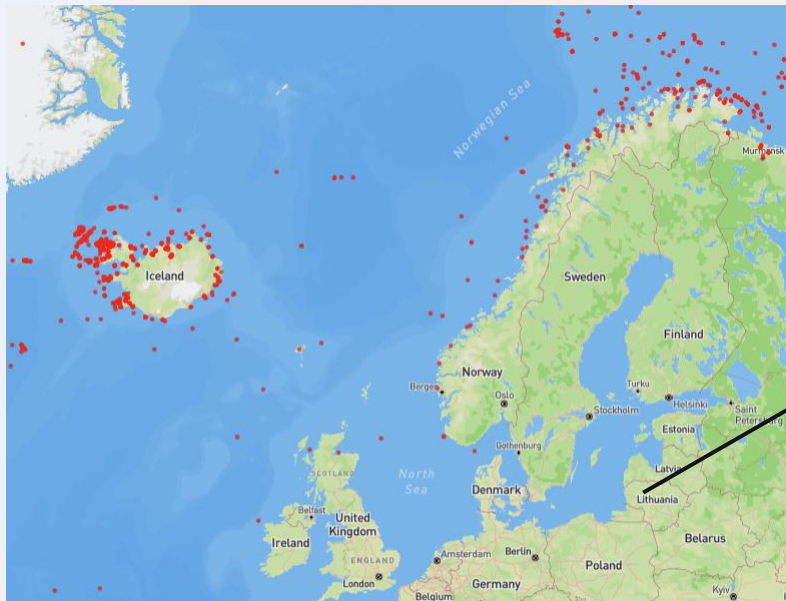 Norwegian Sea
Murmansk
Iceland
Sweden
Finland
Norway
Bergen
Oslo
Turku
Helsinki
Saint
Petersburg
Stockholm
Estonia
Gothenburg
SCOTLAND
North
Sea
Latvia
Denmark
Lithuania
Belfast
United
Kingdom
Ireland
Belarus
ENGLAND
Amsterdam
Berlin
Poland
London
Germany
Belgium
Kyiv